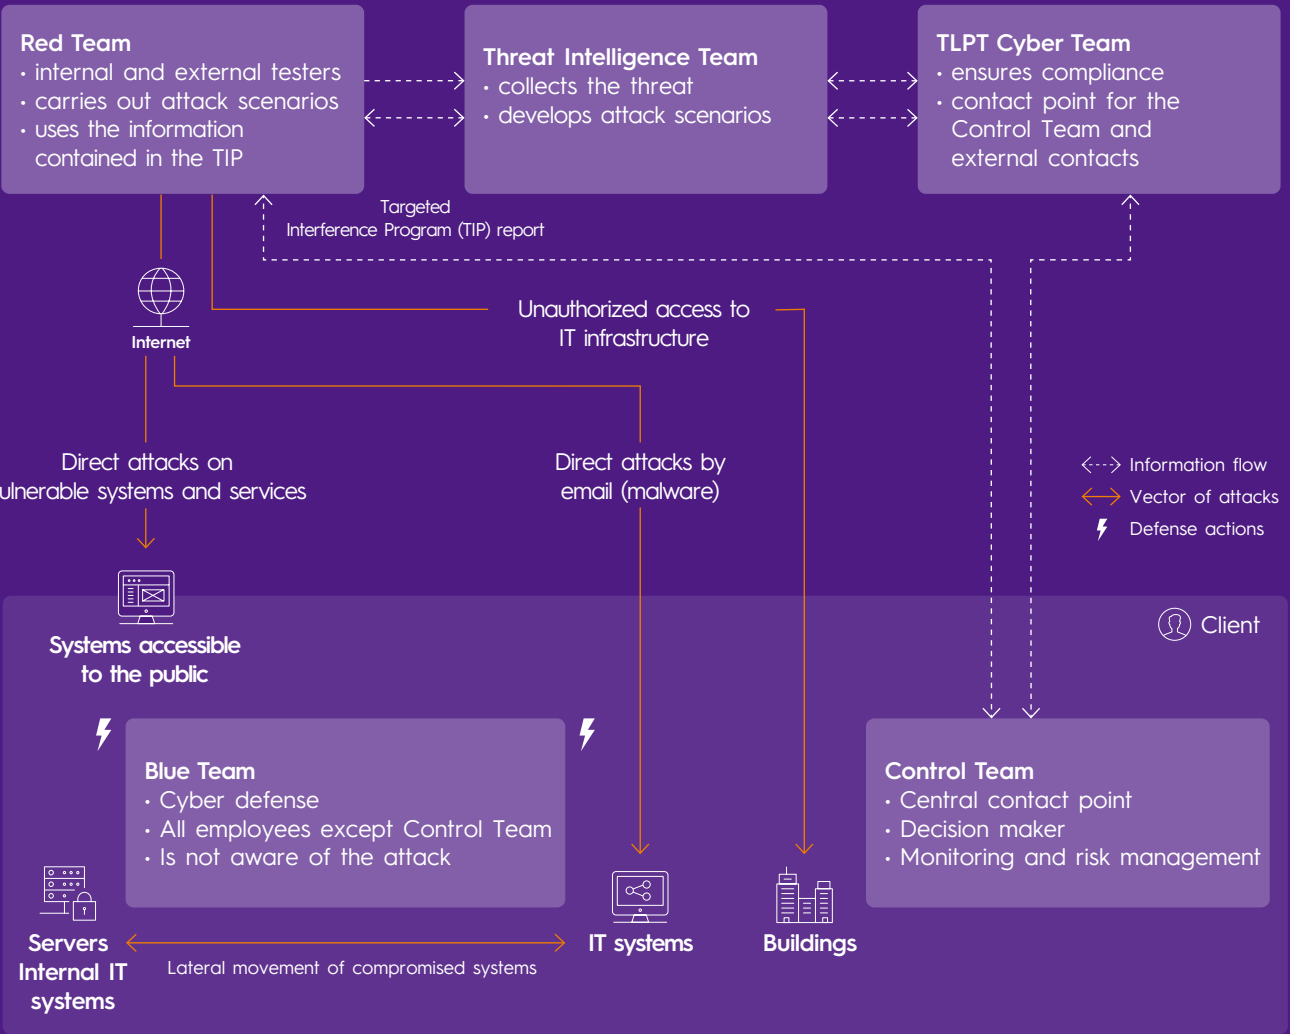 Red Team
• internal and external testers
• carries out attack scenarios
• uses the information
contained in the TIP
Threat Intelligence Team
• collects the threat
• develops attack scenarios
TLPT Cyber Team
• ensures compliance
• contact point for the
Control Team and
external contacts
Targeted
Interference Program (TIP) report
Internet
Unauthorized access to
IT infrastructure
Direct attacks on
ulnerable systems and services
Direct attacks by
email (malware)
Information flow
Vector of attacks
Defense actions
Client
Systems accessible
to the public
Blue Team
• Cyber defense
• All employees except Control Team
• Is not aware of the attack
Control Team
• Central contact point
• Decision maker
• Monitoring and risk management
Servers
Internal IT
systems
Lateral movement of compromised systems
IT systems
Buildings